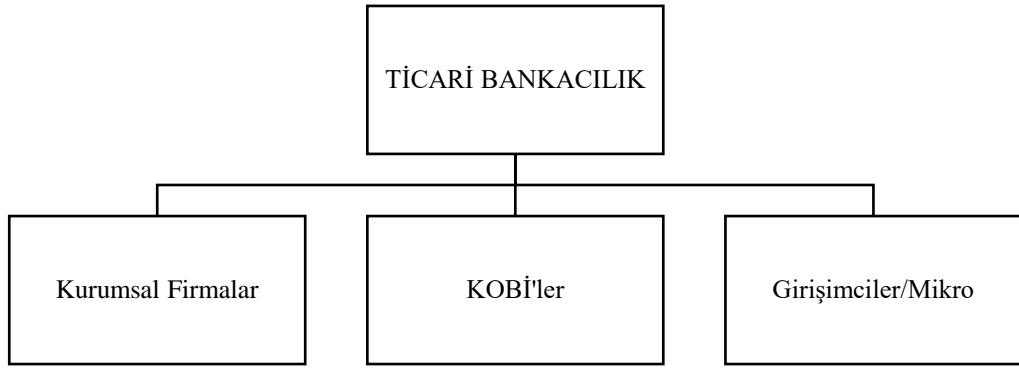 TİCARİ BANKACILIK
Kurumsal Firmalar
KOBİ'ler
Girişimciler/Mikro